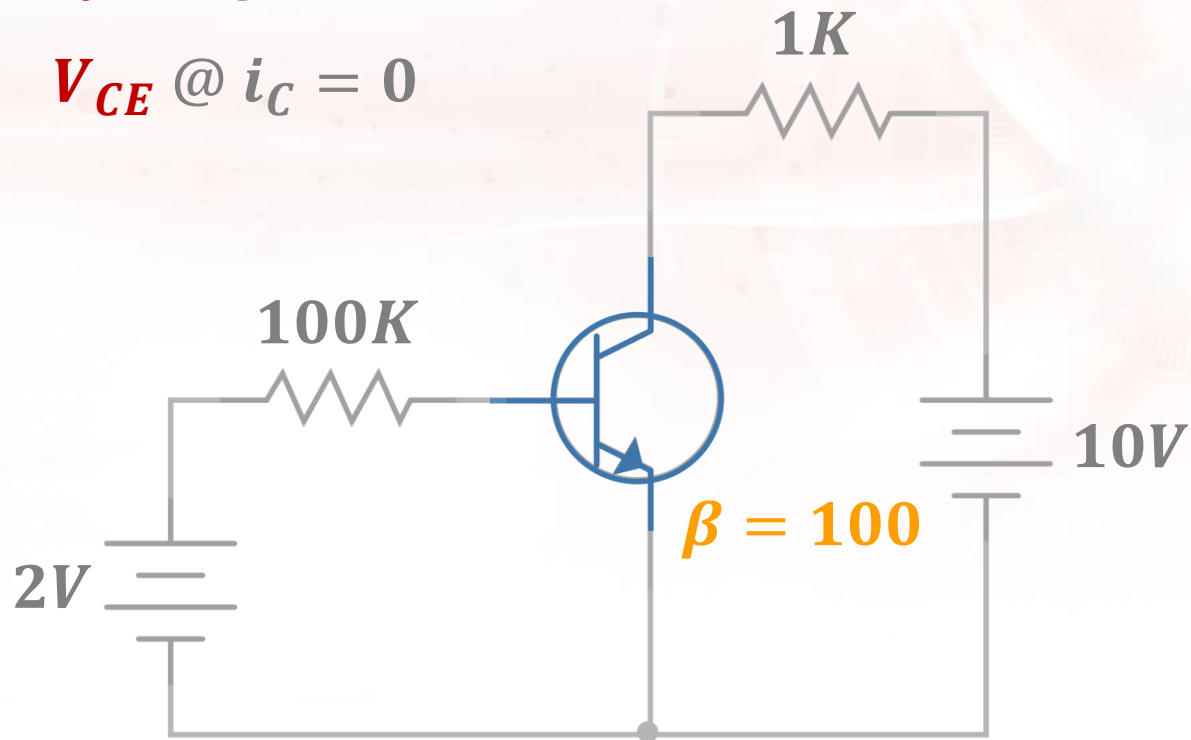 1K
V_CE @ i_C = 0
100K
10V
β = 100
2V